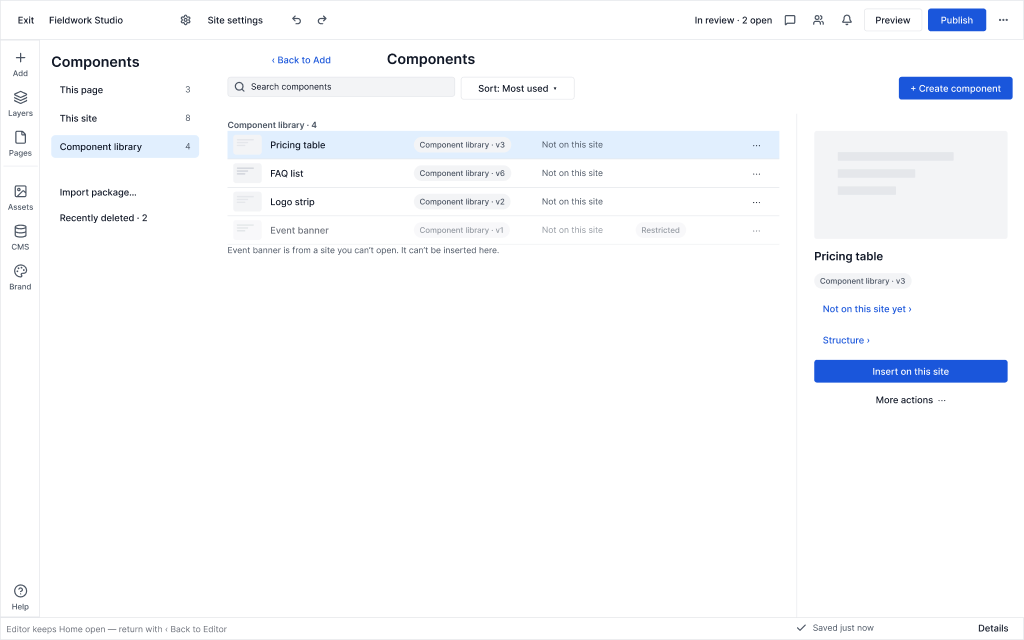 Exit Fieldwork Studio Site settings In review · 2 open Preview Publish ···
Add
Layers
Pages
Assets
CMS
Brand
Help
Components
This page 3
This site 8
Component library 4
Import package...
Recently deleted · 2
‹ Back to Add Components
Search components Sort: Most used ▾ + Create component
Component library · 4
Pricing table Component library · v3 Not on this site ···
FAQ list Component library · v6 Not on this site ···
Logo strip Component library · v2 Not on this site ···
Event banner Component library · v1 Not on this site Restricted ···
Event banner is from a site you can't open. It can't be inserted here.
Pricing table
Component library · v3
Not on this site yet ›
Structure ›
Insert on this site
More actions ···
Editor keeps Home open — return with ‹ Back to Editor Saved just now Details